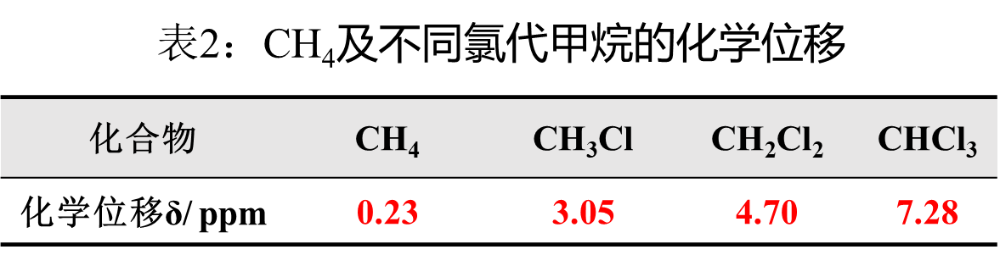 表2：CH₄及不同氯代甲烷的化学位移
化合物 CH₄ CH₃Cl CH₂Cl₂ CHCl₃
化学位移δ/ ppm 0.23 3.05 4.70 7.28